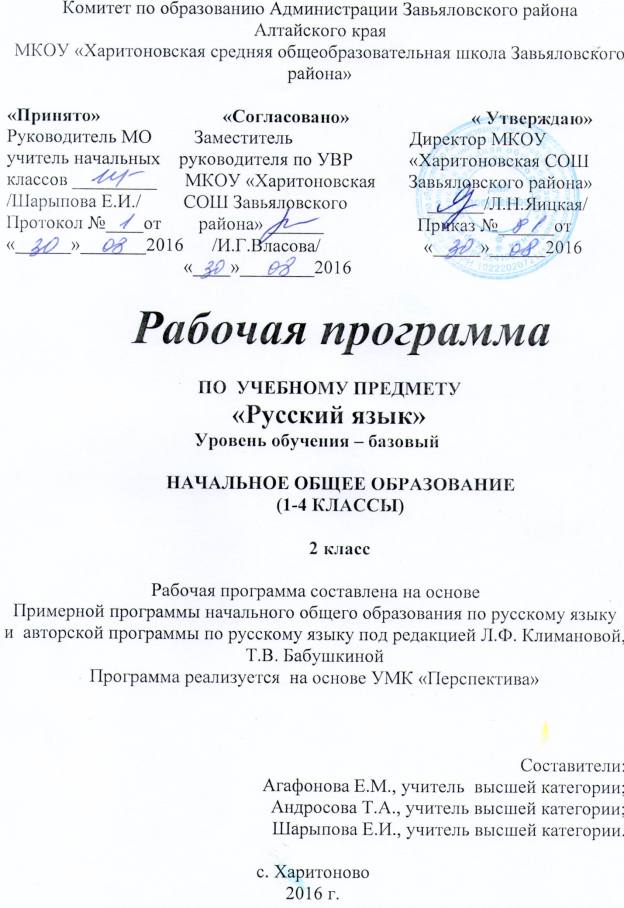 Комитет по образованию Администрации Завьяловского района
Алтайского края
МКОУ «Харитоновская средняя общеобразовательная школа Завьяловского
района»
«Принято» «Согласовано» « Утверждаю»
Руководитель МО Заместитель Директор МКОУ
учитель начальных руководителя по УВР «Харитоновская СОШ
классов МКОУ «Харитоновская Завьяловского района»
/Шарыпова Е.И./ СОШ Завьяловского /Л.Н.Яицкая/
Протокол № 1 от района» Приказ № 81 от
« 30 » 08 2016 /И.Г.Власова/ « 30 » 08 2016
« 30 » 08 2016
Рабочая программа
ПО УЧЕБНОМУ ПРЕДМЕТУ
«Русский язык»
Уровень обучения – базовый
НАЧАЛЬНОЕ ОБЩЕЕ ОБРАЗОВАНИЕ
(1-4 КЛАССЫ)
2 класс
Рабочая программа составлена на основе
Примерной программы начального общего образования по русскому языку
и авторской программы по русскому языку под редакцией Л.Ф. Климановой,
Т.В. Бабушкиной
Программа реализуется на основе УМК «Перспектива»
Составители:
Агафонова Е.М., учитель высшей категории;
Андросова Т.А., учитель высшей категории;
Шарыпова Е.И., учитель высшей категории.
с. Харитоново
2016 г.